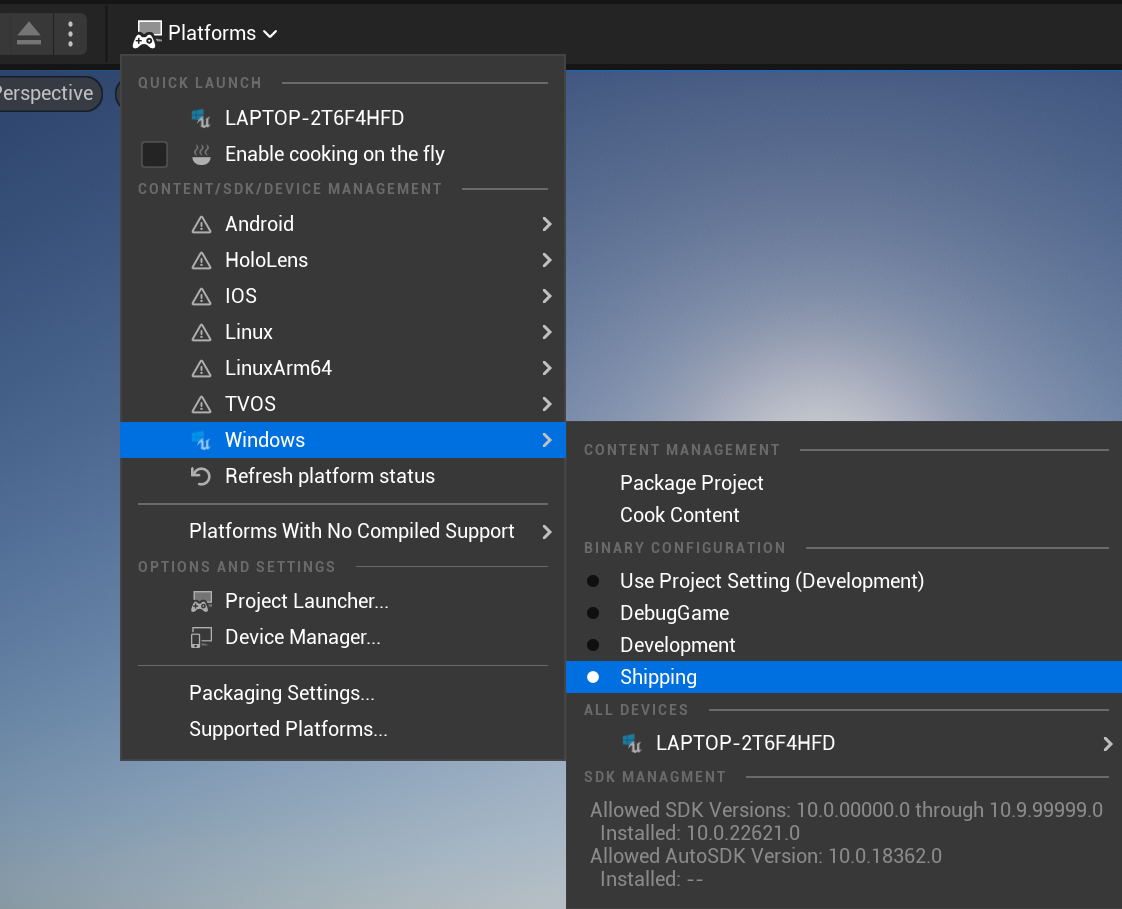 Platforms
Perspective
QUICK LAUNCH
LAPTOP-2T6F4HFD
Enable cooking on the fly
CONTENT/SDK/DEVICE MANAGEMENT
Android
HoloLens
IOS
Linux
LinuxArm64
TVOS
Windows
Refresh platform status
Platforms With No Compiled Support
OPTIONS AND SETTINGS
Project Launcher...
Device Manager...
Packaging Settings...
Supported Platforms...
CONTENT MANAGEMENT
Package Project
Cook Content
BINARY CONFIGURATION
Use Project Setting (Development)
DebugGame
Development
Shipping
ALL DEVICES
LAPTOP-2T6F4HFD
SDK MANAGMENT
Allowed SDK Versions: 10.0.00000.0 through 10.9.99999.0
Installed: 10.0.22621.0
Allowed AutoSDK Version: 10.0.18362.0
Installed: --